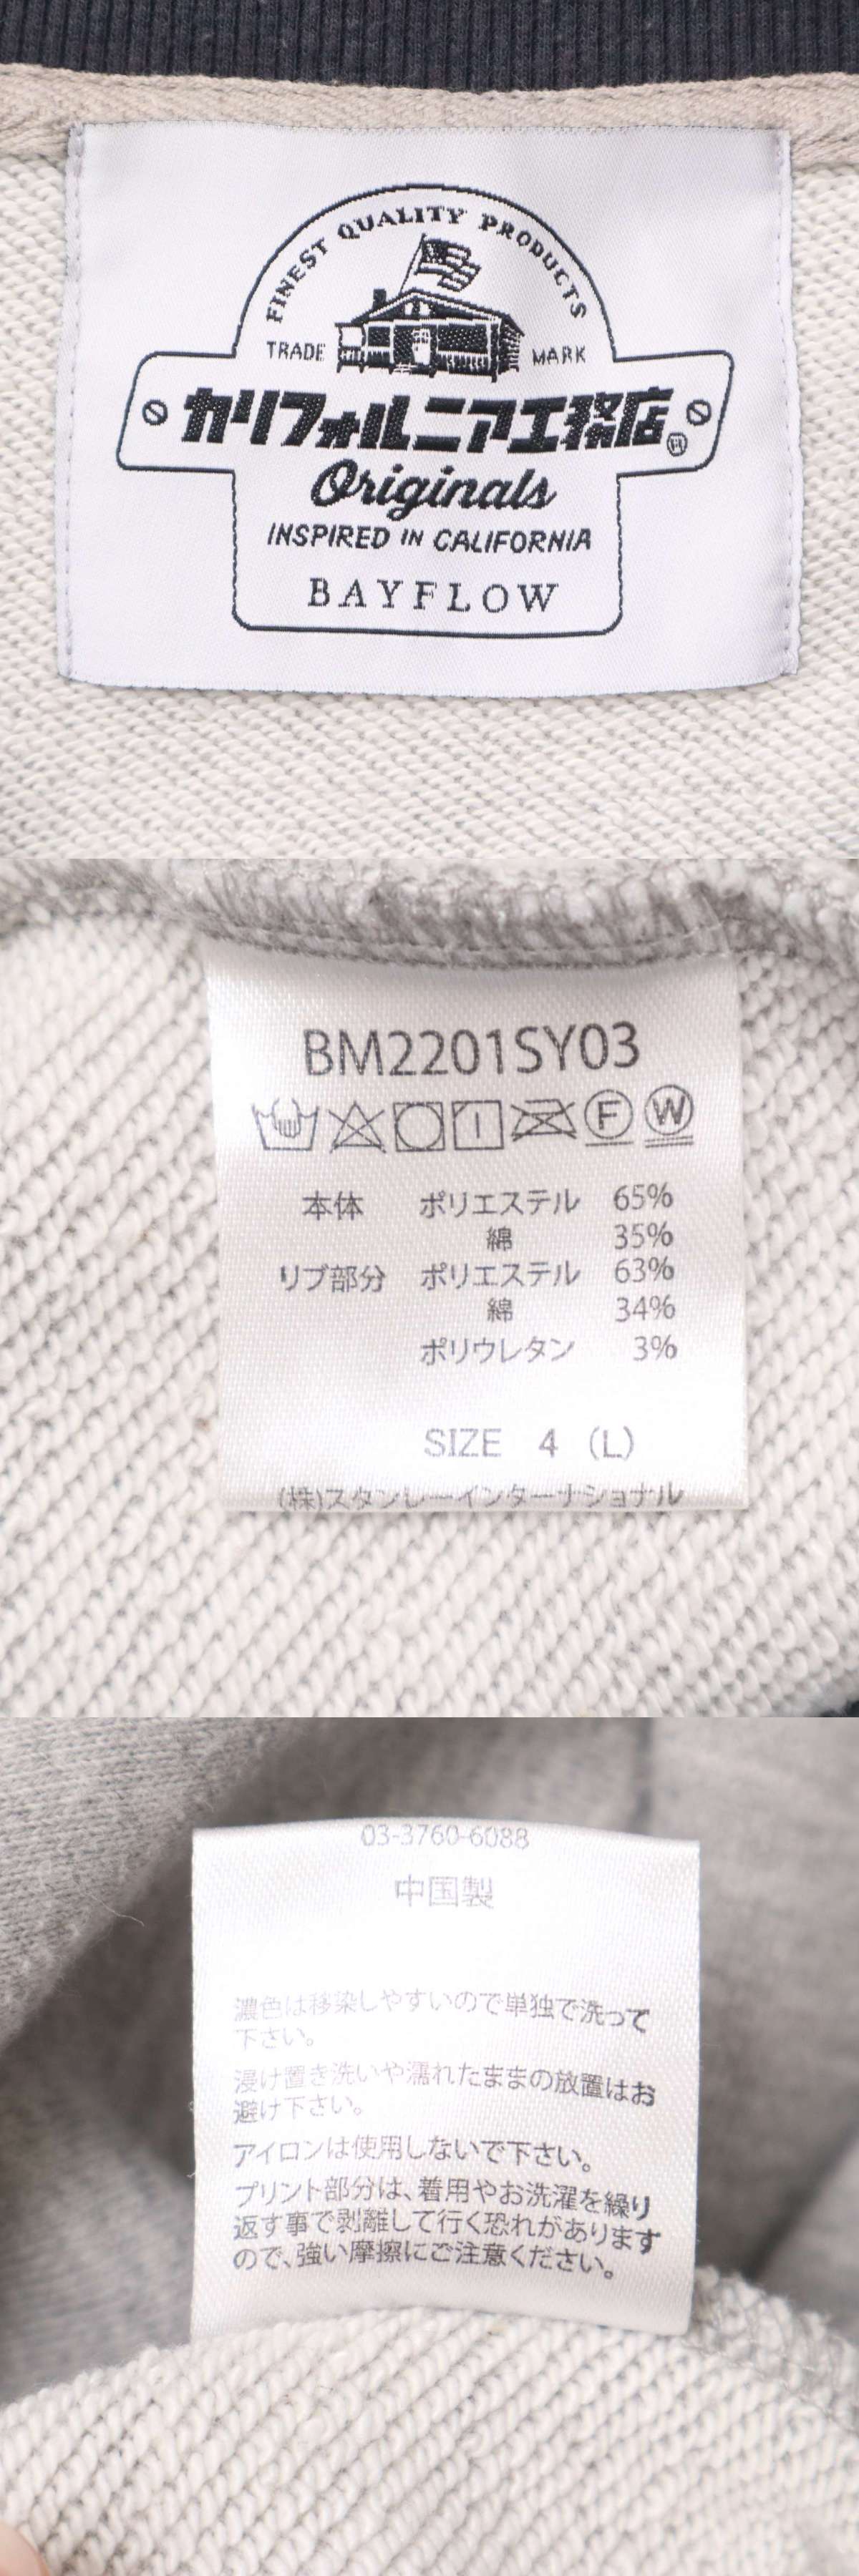 FINEST QUALITY PRODUCTS
TRADE MARK
カリフォルニア工務店®
Originals
INSPIRED IN CALIFORNIA
BAYFLOW
BM2201SY03
F W
本体 ポリエステル 65%
綿 35%
リブ部分 ポリエステル 63%
綿 34%
ポリウレタン 3%
SIZE 4 (L)
(株)スタンレーインターナショナル
03-3760-6088
中国製
濃色は移染しやすいので単独で洗って
下さい。
浸け置き洗いや濡れたままの放置はお
避け下さい。
アイロンは使用しないで下さい。
プリント部分は、着用やお洗濯を繰り
返す事で剥離して行く恐れがあります
ので、強い摩擦にご注意ください。